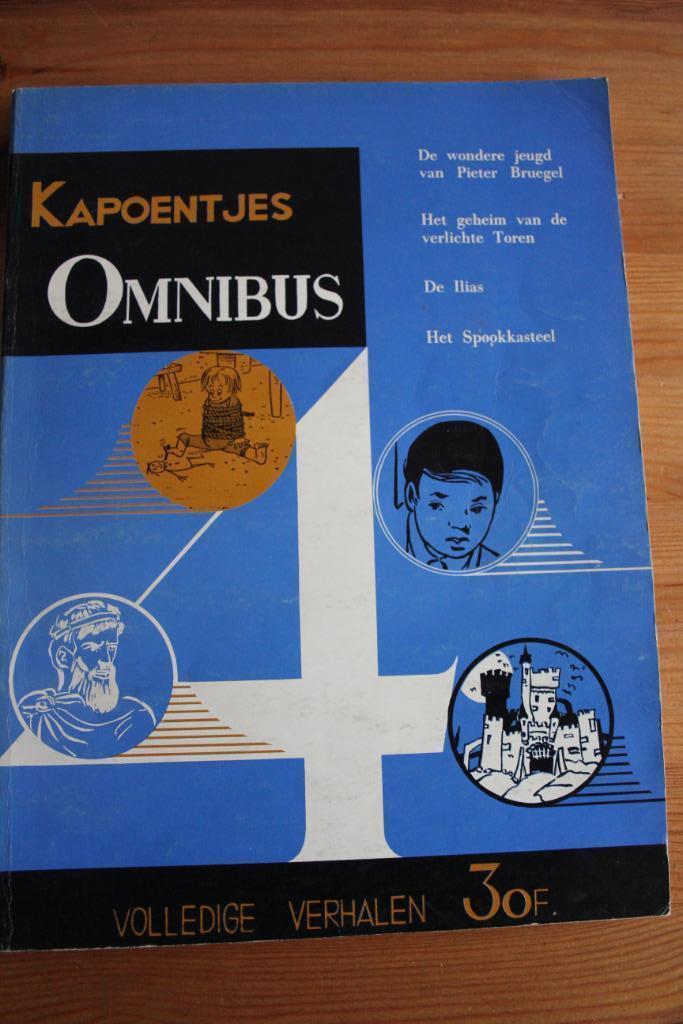 KAPOENTJES
OMNIBUS
De wondere jeugd
van Pieter Bruegel
Het geheim van de
verlichte Toren
De Ilias
Het Spookkasteel
4
VOLLEDIGE VERHALEN 30F.